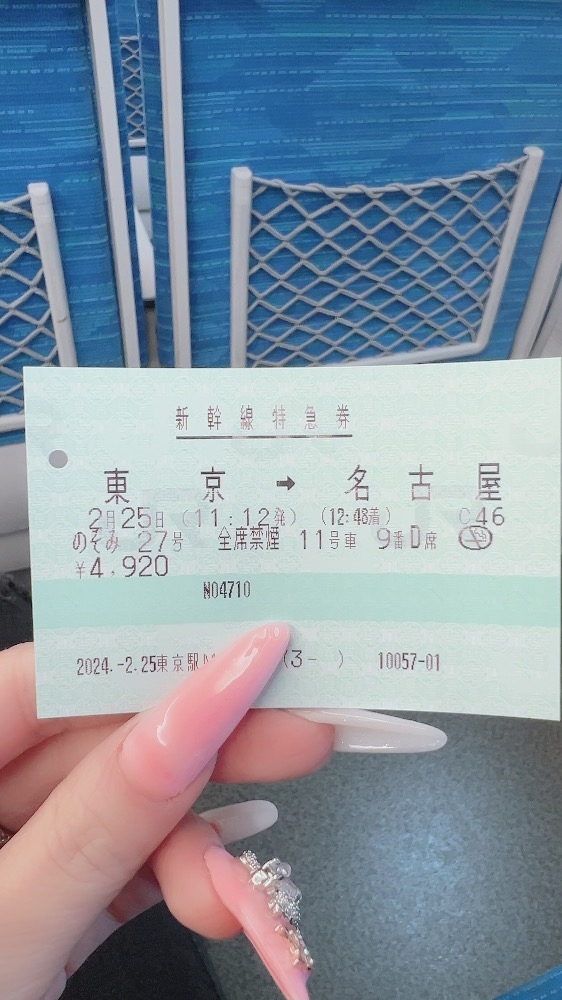 新幹線特急券
東京 → 名古屋
2月25日 (11:12発) (12:48着) C46
のぞみ 27号 全席禁煙 11号車 9番D席
¥4,920
N04710
2024.-2.25東京駅 (3- ) 10057-01